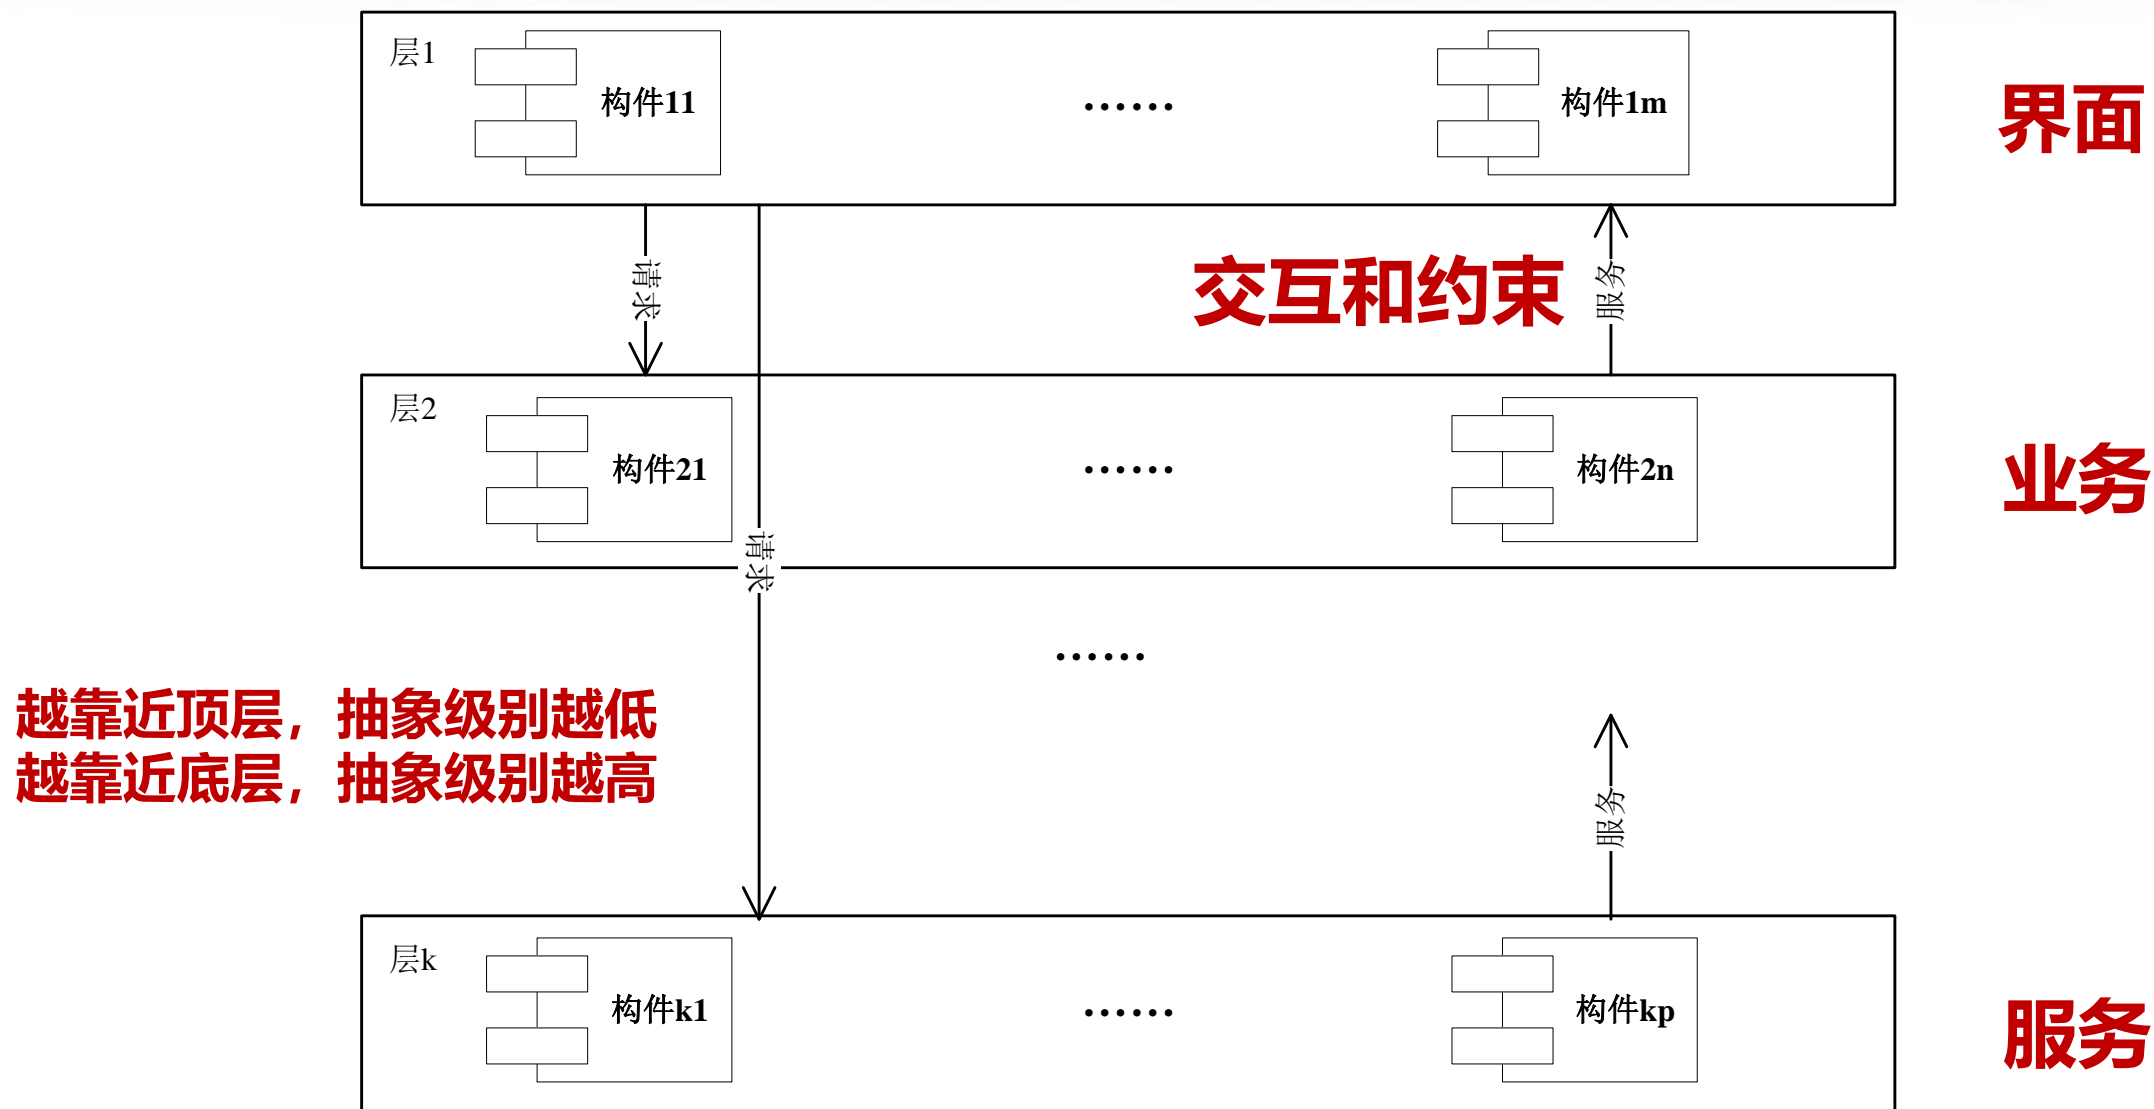 层1
构件11
……
构件1m
界面
请求
交互和约束
服务
层2
构件21
……
构件2n
业务
请求
……
越靠近顶层，抽象级别越低
越靠近底层，抽象级别越高
服务
层k
构件k1
……
构件kp
服务